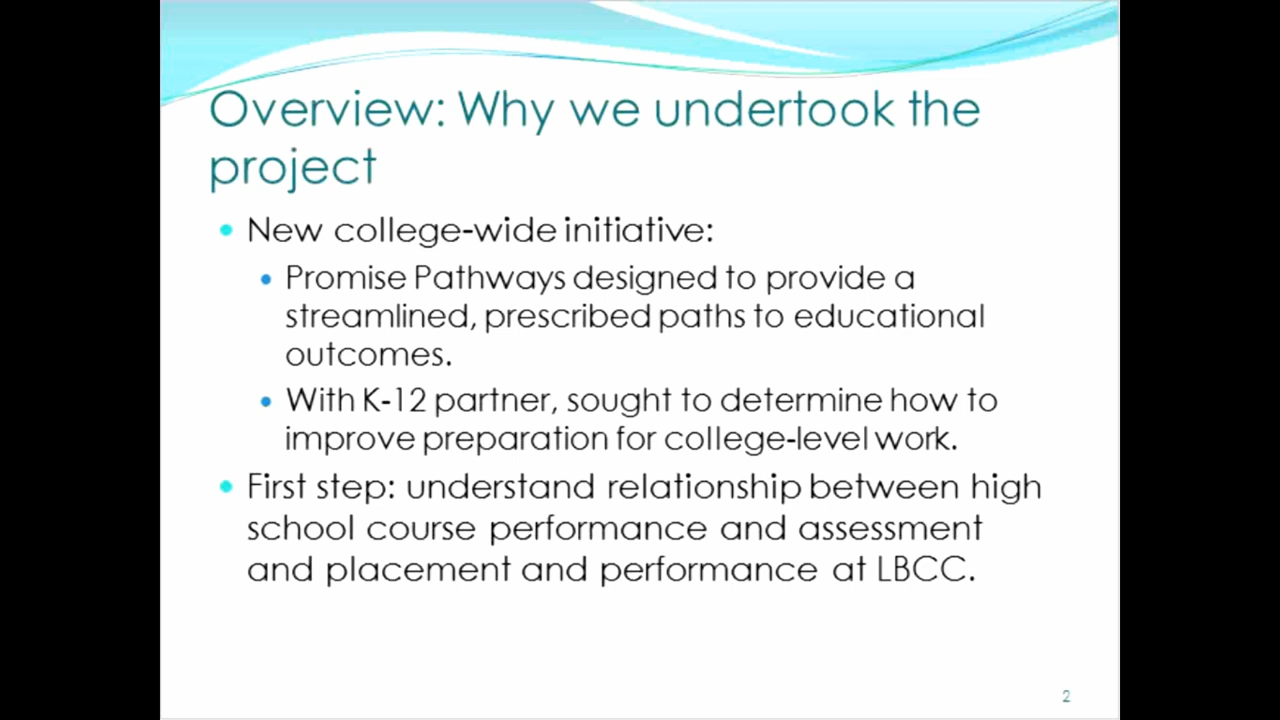 Overview: Why we undertook the
project
• New college-wide initiative:
• Promise Pathways designed to provide a
streamlined, prescribed paths to educational
outcomes.
• With K-12 partner, sought to determine how to
improve preparation for college-level work.
• First step: understand relationship between high
school course performance and assessment
and placement and performance at LBCC.
2